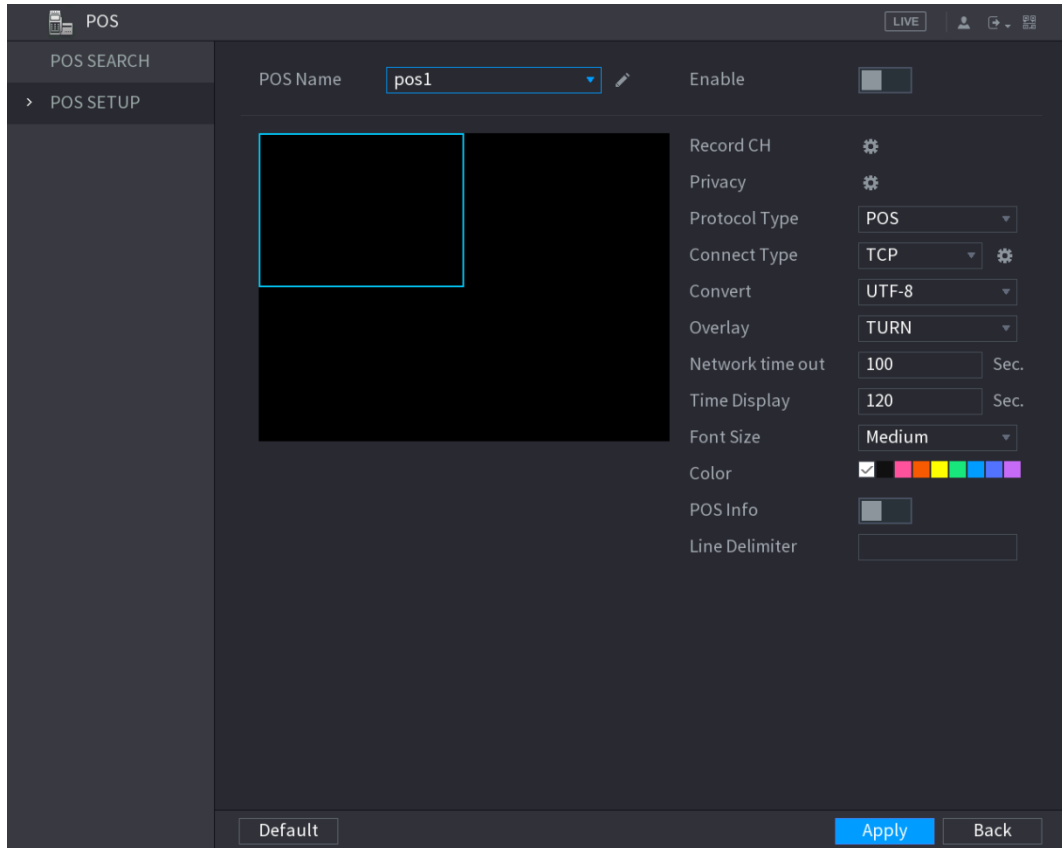 POS
LIVE
POS SEARCH
POS SETUP
POS Name pos1
Enable
Record CH
Privacy
Protocol Type POS
Connect Type TCP
Convert UTF-8
Overlay TURN
Network time out 100 Sec.
Time Display 120 Sec.
Font Size Medium
Color
POS Info
Line Delimiter
Default
Apply
Back